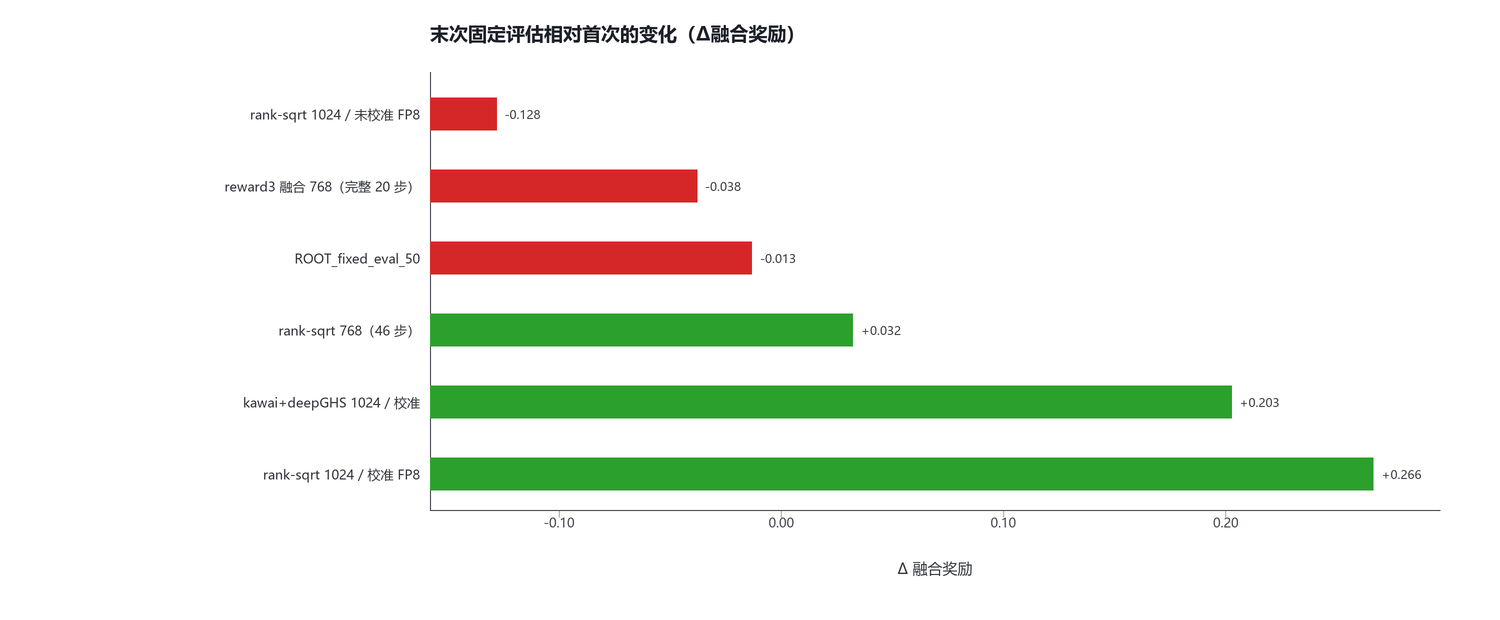 末次固定评估相对首次的变化（Δ融合奖励）
rank-sqrt 1024 / 未校准 FP8
-0.128
reward3 融合 768（完整 20 步）
-0.038
ROOT_fixed_eval_50
-0.013
rank-sqrt 768（46 步）
+0.032
kawai+deepGHS 1024 / 校准
+0.203
rank-sqrt 1024 / 校准 FP8
+0.266
-0.10 0.00 0.10 0.20
Δ 融合奖励